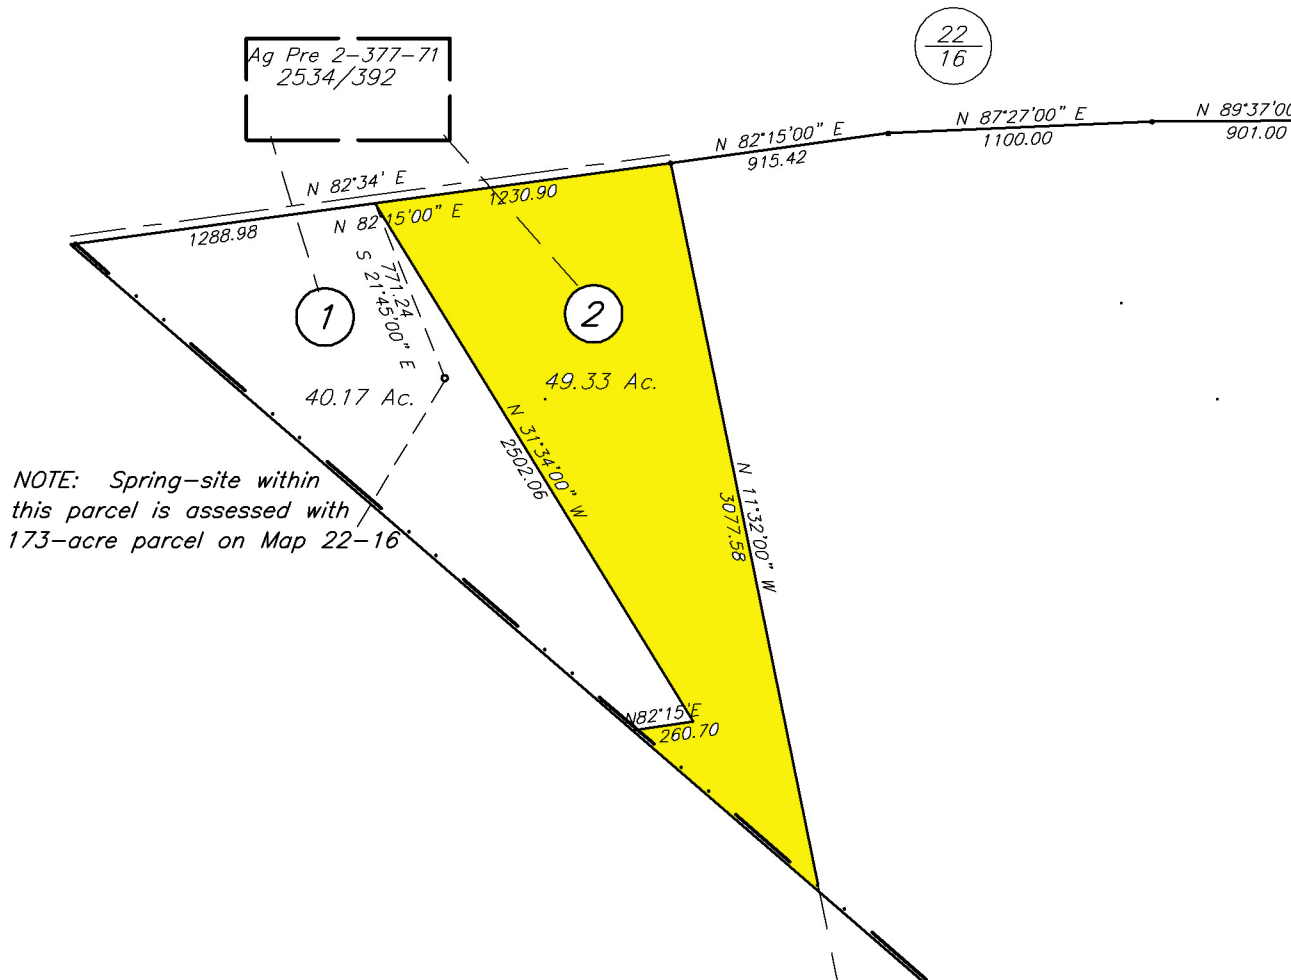 22
16
Ag Pre 2-377-71
2534/392
N 82°15'00" E
915.42
N 87°27'00" E
1100.00
N 89°37'00
901.00
N 82°34' E
1288.98
N 82°15'00" E
1230.90
771.24
S 21°45'00" E
1
40.17 Ac.
2
49.33 Ac.
N 31°34'00" W
2502.06
N 11°32'00" W
3077.58
NOTE: Spring-site within
this parcel is assessed with
173-acre parcel on Map 22-16
N82°15'E
260.70